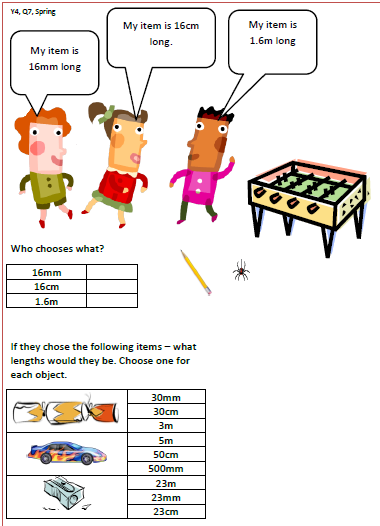 Y4, Q7, Spring
My item is
16mm long
My item is 16cm
long.
My item is
1.6m long
Who chooses what?
16mm
16cm
1.6m
If they chose the following items – what
lengths would they be. Choose one for
each object.
30mm
30cm
3m
5m
50cm
500mm
23m
23mm
23cm